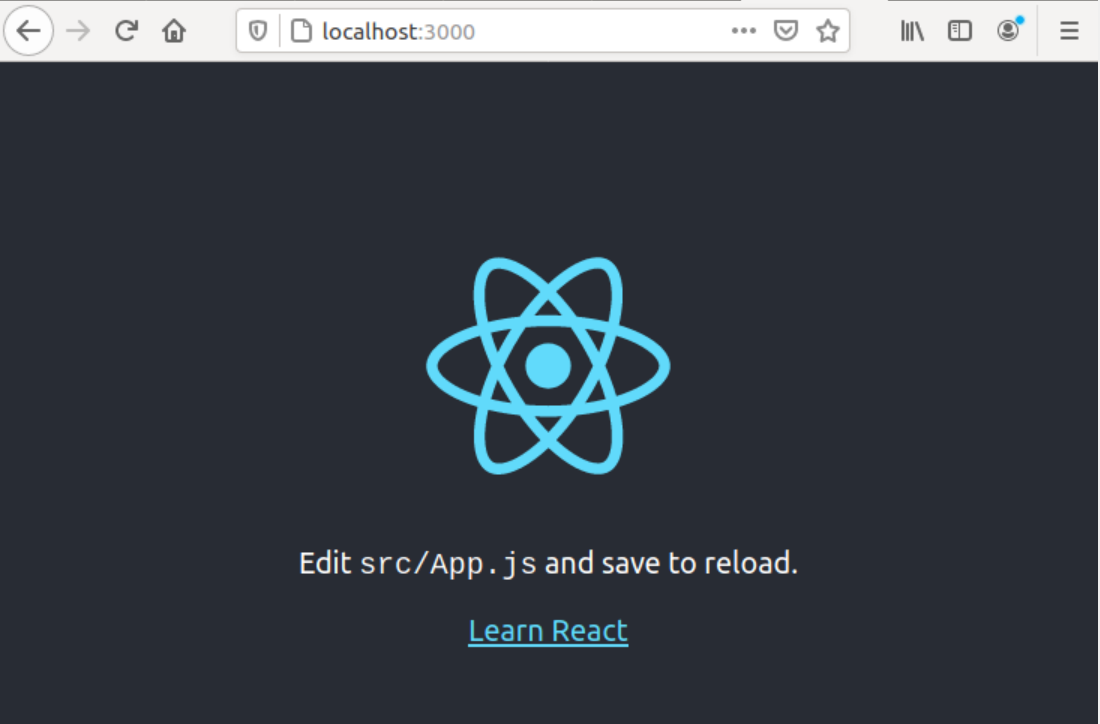 localhost:3000
Edit src/App.js and save to reload.
Learn React